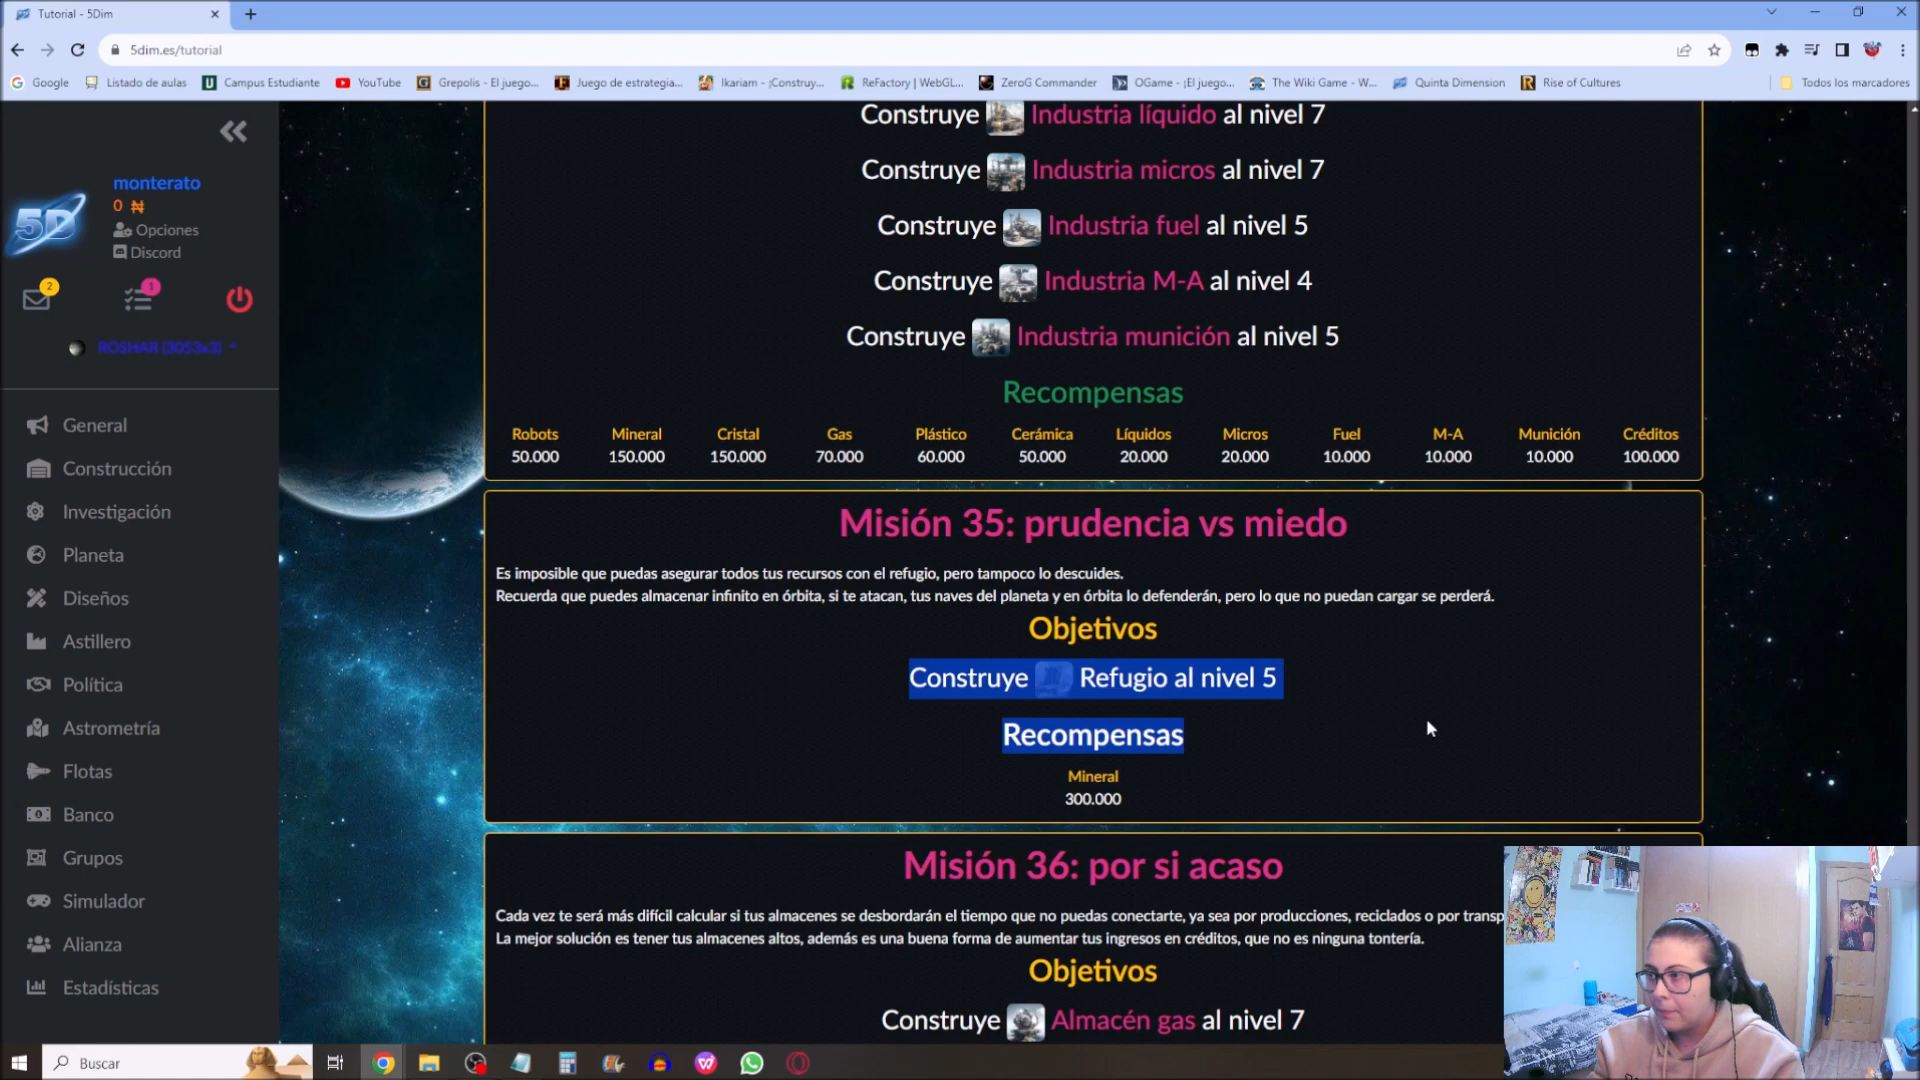 Tutorial - 5Dim
5dim.es/tutorial
Google
Listado de aulas
Campus Estudiante
YouTube
Grepolis - El juego...
Juego de estrategia...
Ikariam - ¡Construy...
ReFactory | WebGL...
ZeroG Commander
OGame - ¡El juego...
The Wiki Game - W...
Quinta Dimension
Rise of Cultures
Todos los marcadores
monterato
0
Opciones
Discord
5D
2
1
ROSHAR (3053x3)
General
Construcción
Investigación
Planeta
Diseños
Astillero
Política
Astrometría
Flotas
Banco
Grupos
Simulador
Alianza
Estadísticas
Construye Industria líquido al nivel 7
Construye Industria micros al nivel 7
Construye Industria fuel al nivel 5
Construye Industria M-A al nivel 4
Construye Industria munición al nivel 5
Recompensas
Robots Mineral Cristal Gas Plástico Cerámica Líquidos Micros Fuel M-A Munición Créditos
50.000 150.000 150.000 70.000 60.000 50.000 20.000 20.000 10.000 10.000 10.000 100.000
Misión 35: prudencia vs miedo
Es imposible que puedas asegurar todos tus recursos con el refugio, pero tampoco lo descuides.
Recuerda que puedes almacenar infinito en órbita, si te atacan, tus naves del planeta y en órbita lo defenderán, pero lo que no puedan cargar se perderá.
Objetivos
Construye Refugio al nivel 5
Recompensas
Mineral
300.000
Misión 36: por si acaso
Cada vez te será más difícil calcular si tus almacenes se desbordarán el tiempo que no puedas conectarte, ya sea por producciones, reciclados o por transp
La mejor solución es tener tus almacenes altos, además es una buena forma de aumentar tus ingresos en créditos, que no es ninguna tontería.
Objetivos
Construye Almacén gas al nivel 7
Buscar